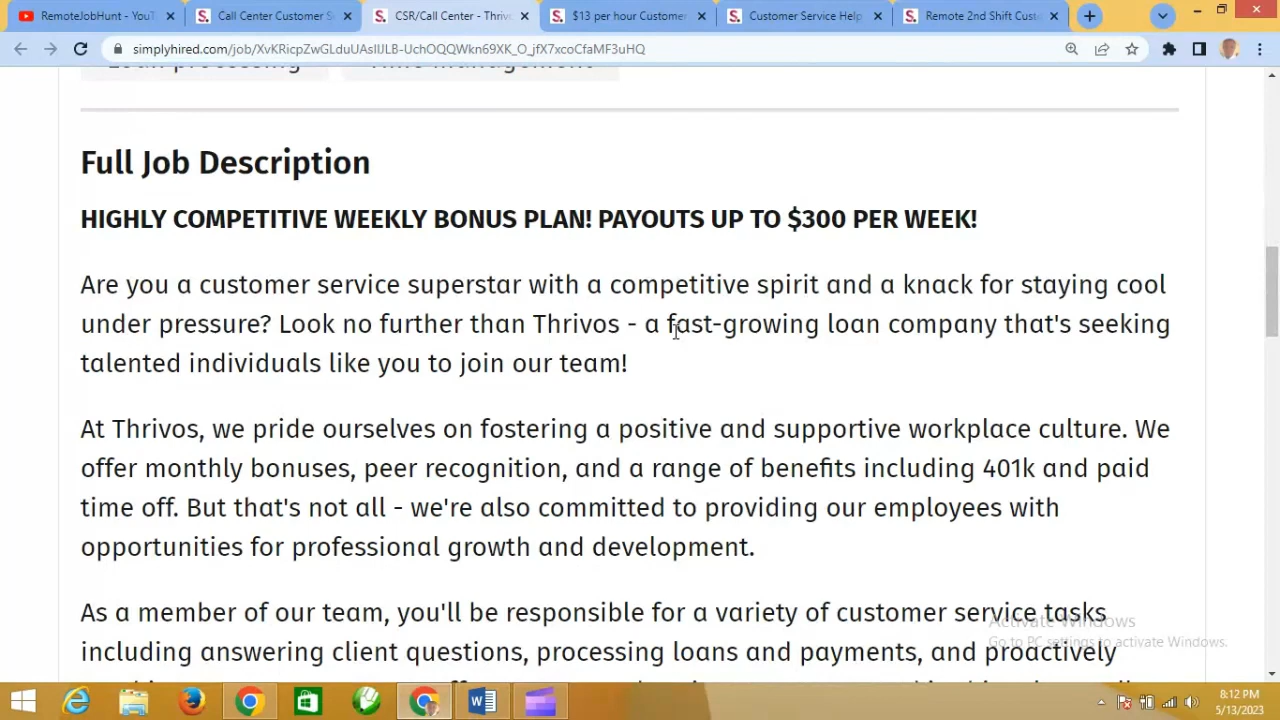 RemoteJobHunt - YouT
Call Center Customer S
CSR/Call Center - Thrivo
$13 per hour Customer
Customer Service Help
Remote 2nd Shift Custo
simplyhired.com/job/XvKRicpZwGLduUAslIJLB-UchOQQWkn69XK_O_jfX7xcoCfaMF3uHQ
Loan processing
Time management
Full Job Description
HIGHLY COMPETITIVE WEEKLY BONUS PLAN! PAYOUTS UP TO $300 PER WEEK!
Are you a customer service superstar with a competitive spirit and a knack for staying cool
under pressure? Look no further than Thrivos - a fast-growing loan company that's seeking
talented individuals like you to join our team!
At Thrivos, we pride ourselves on fostering a positive and supportive workplace culture. We
offer monthly bonuses, peer recognition, and a range of benefits including 401k and paid
time off. But that's not all - we're also committed to providing our employees with
opportunities for professional growth and development.
As a member of our team, you'll be responsible for a variety of customer service tasks
including answering client questions, processing loans and payments, and proactively
Activate Windows
Go to PC settings to activate Windows.
8:12 PM
5/13/2023